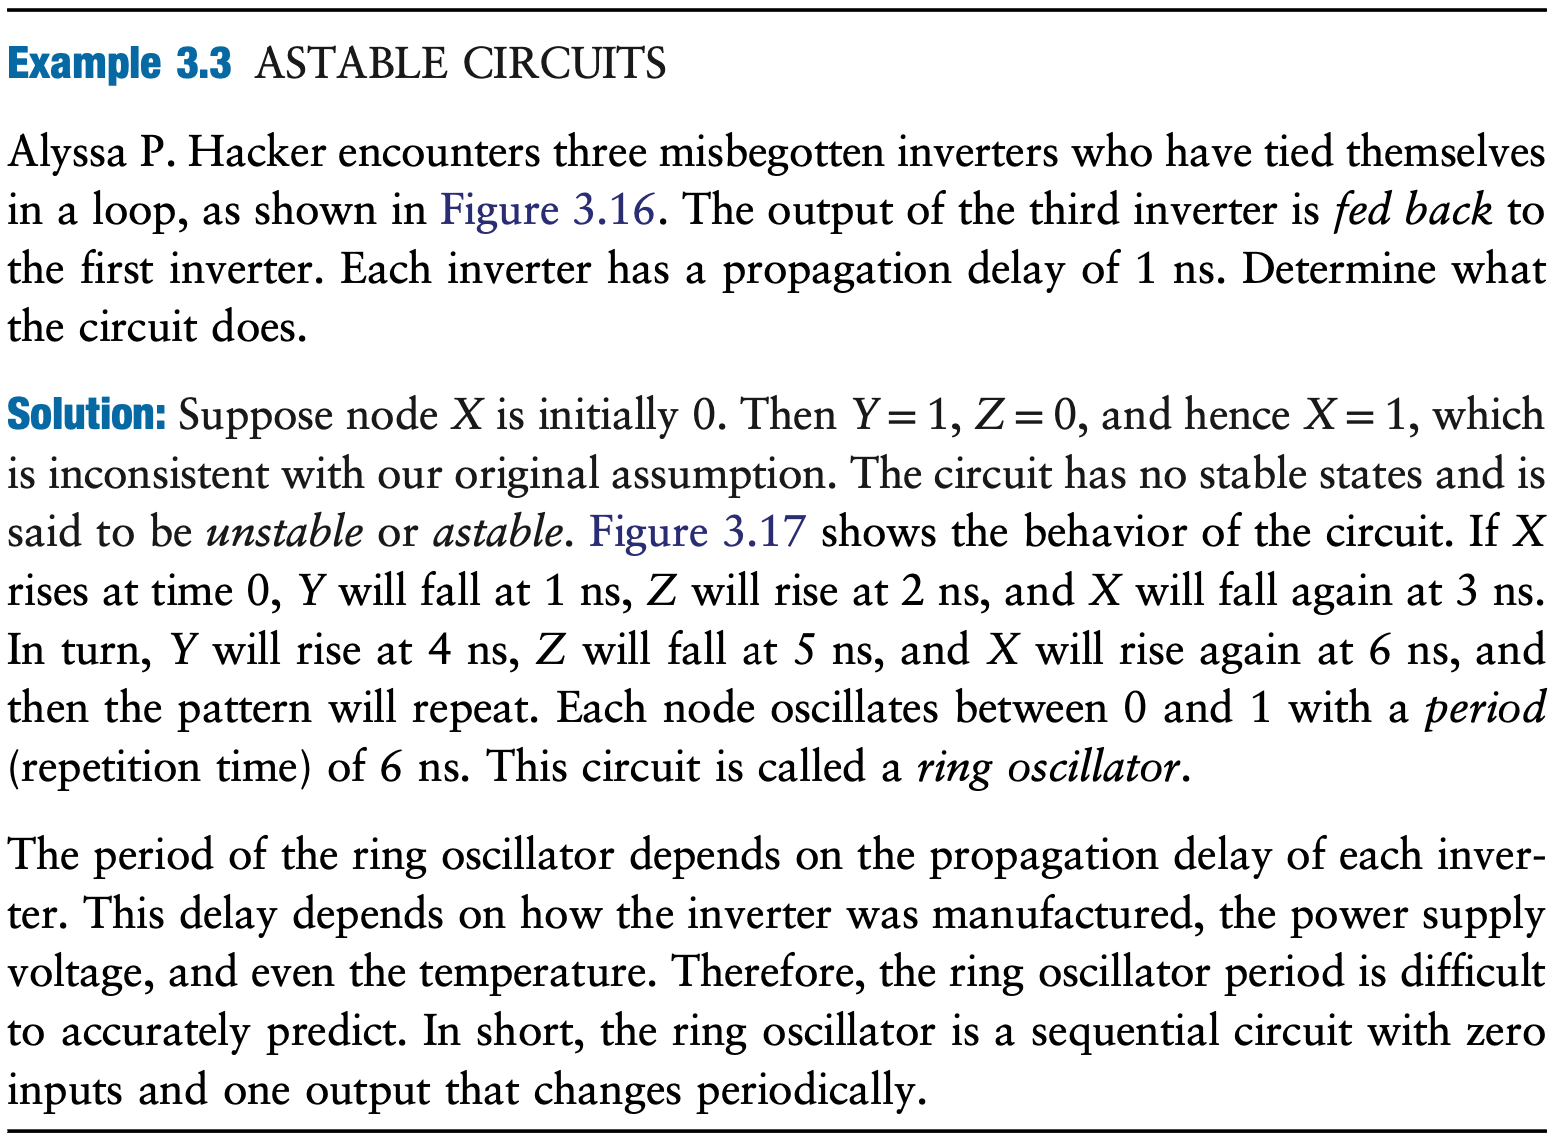 Example 3.3 ASTABLE CIRCUITS
Alyssa P. Hacker encounters three misbegotten inverters who have tied themselves
in a loop, as shown in Figure 3.16. The output of the third inverter is fed back to
the first inverter. Each inverter has a propagation delay of 1 ns. Determine what
the circuit does.
Solution: Suppose node X is initially 0. Then Y = 1, Z = 0, and hence X = 1, which
is inconsistent with our original assumption. The circuit has no stable states and is
said to be unstable or astable. Figure 3.17 shows the behavior of the circuit. If X
rises at time 0, Y will fall at 1 ns, Z will rise at 2 ns, and X will fall again at 3 ns.
In turn, Y will rise at 4 ns, Z will fall at 5 ns, and X will rise again at 6 ns, and
then the pattern will repeat. Each node oscillates between 0 and 1 with a period
(repetition time) of 6 ns. This circuit is called a ring oscillator.
The period of the ring oscillator depends on the propagation delay of each inver-
ter. This delay depends on how the inverter was manufactured, the power supply
voltage, and even the temperature. Therefore, the ring oscillator period is difficult
to accurately predict. In short, the ring oscillator is a sequential circuit with zero
inputs and one output that changes periodically.